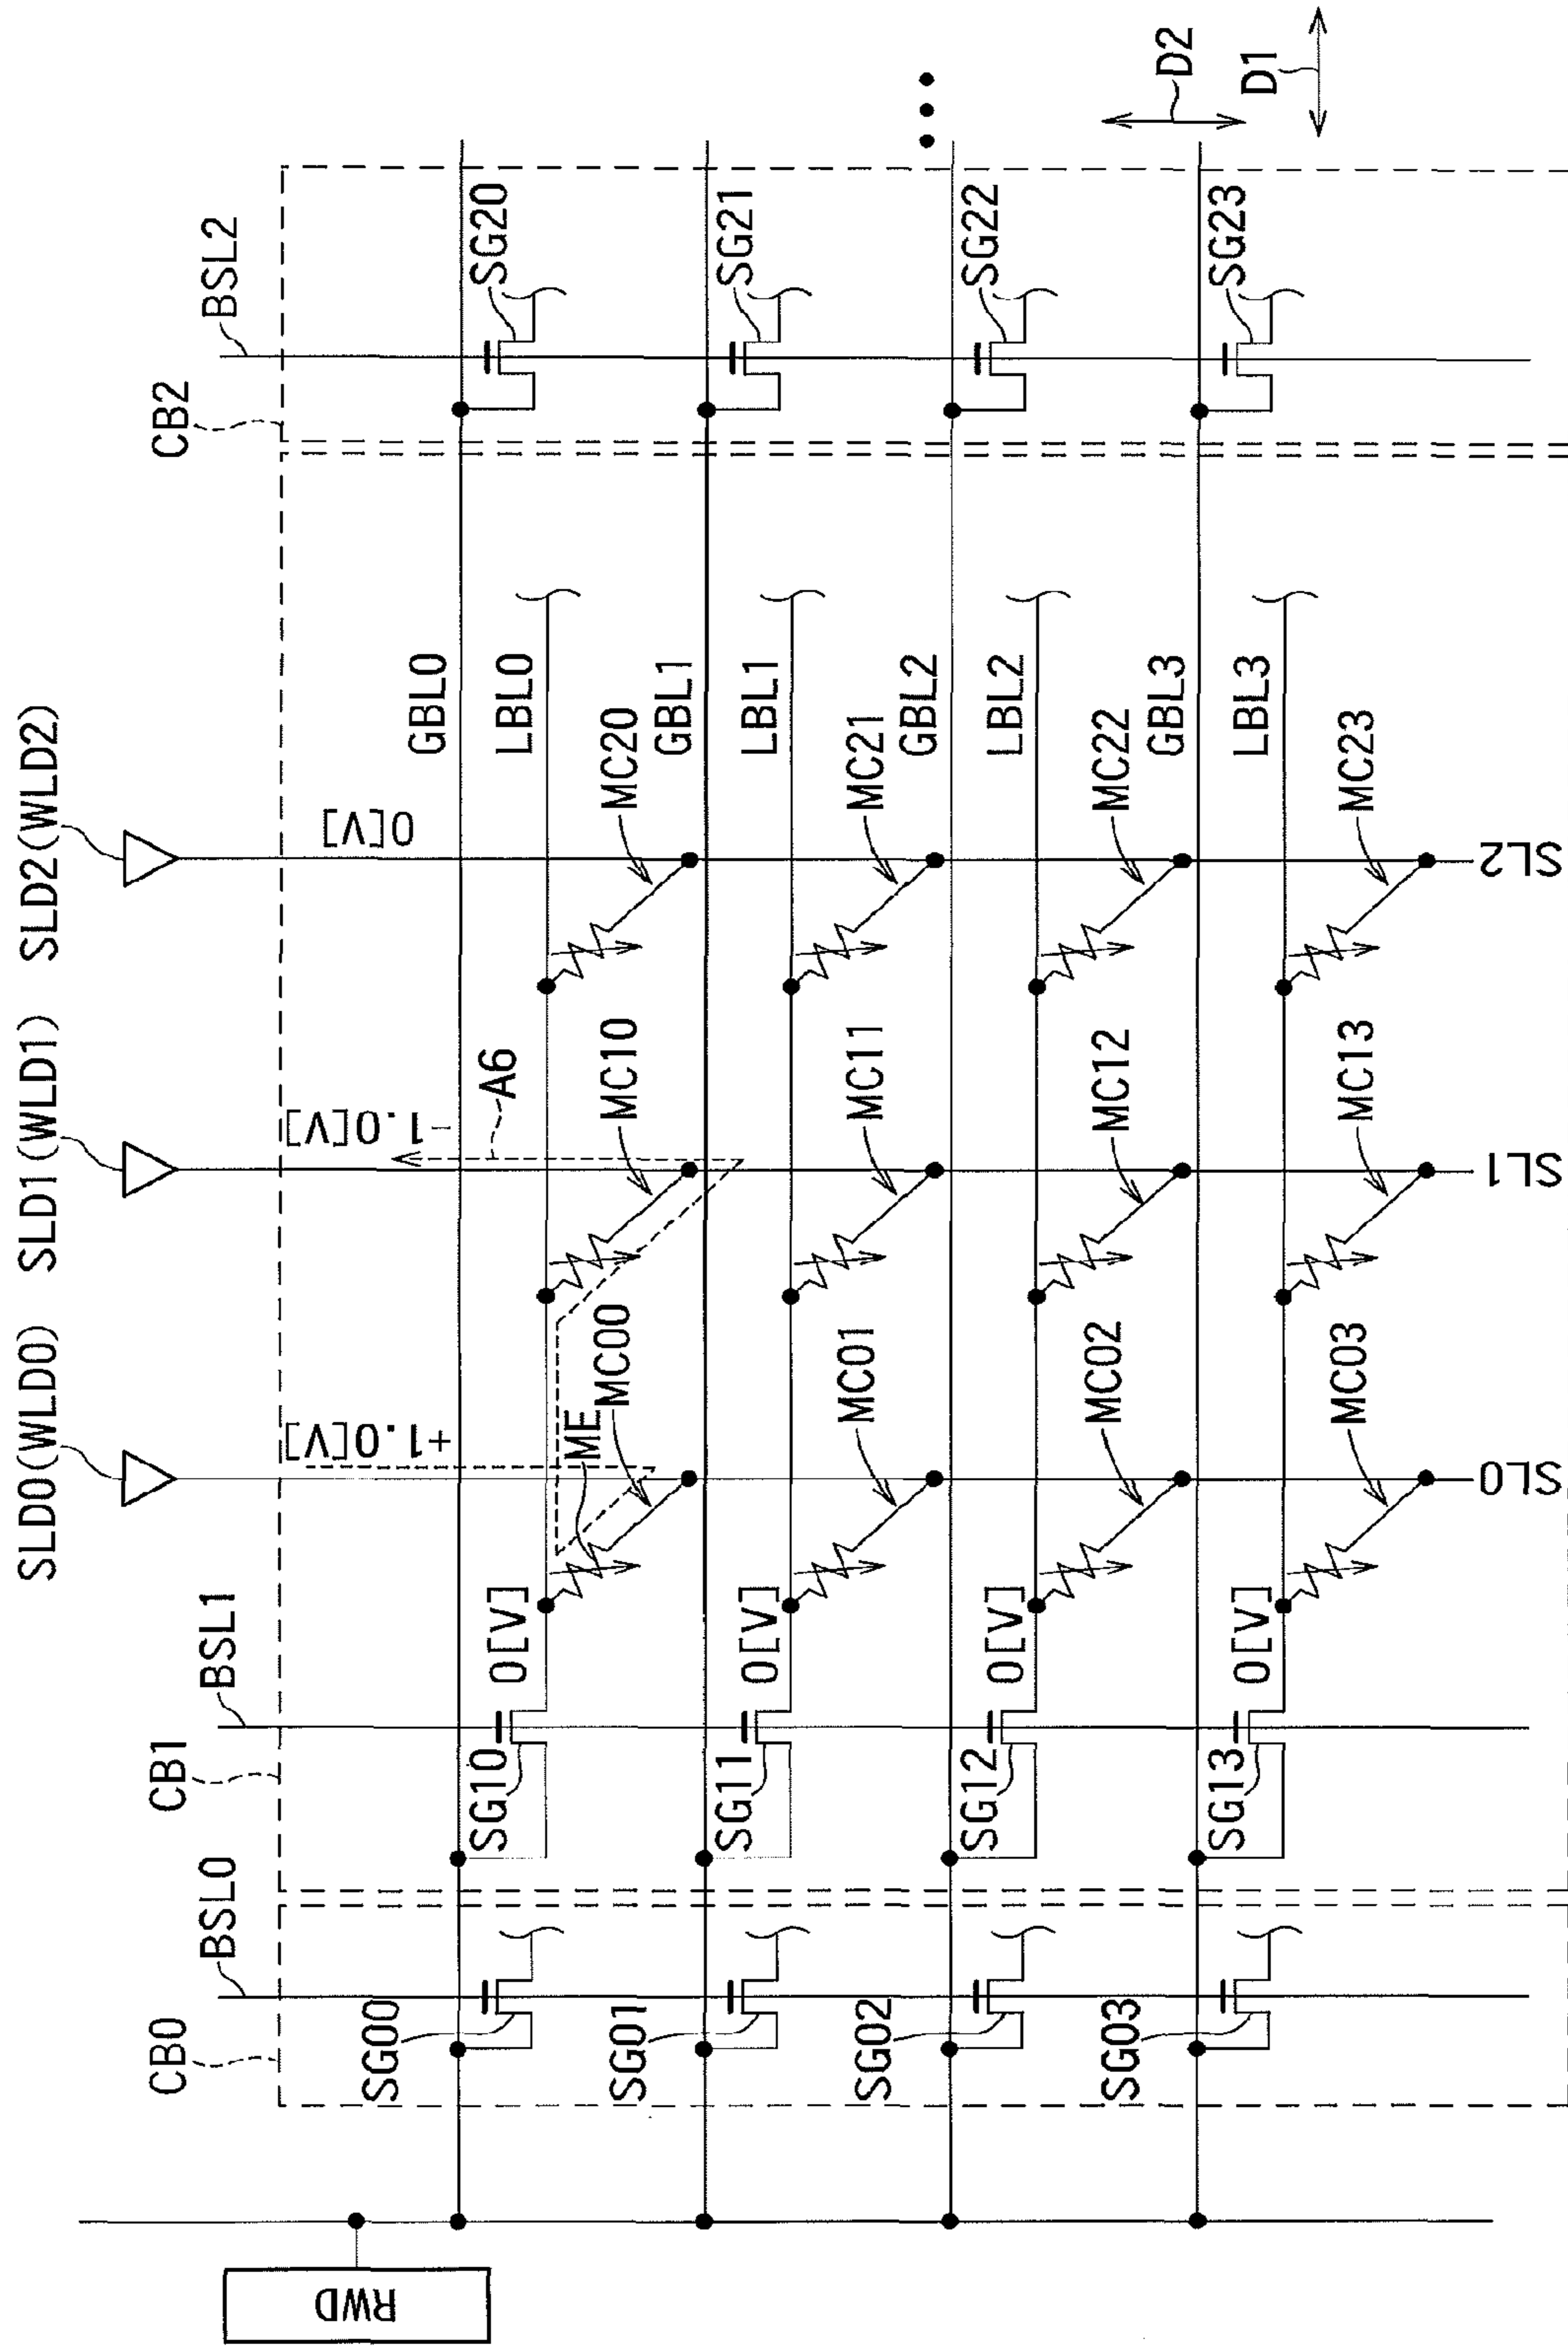 SLD0(WLD0)
SLD1(WLD1)
SLD2(WLD2)
CB0
BSL0
CB1
BSL1
CB2
BSL2
+1.0[V]
-1.0[V]
0[V]
RWD
A6
GBL0
SG00
SG10
0[V]
ME
MC00
MC10
MC20
LBL0
SG20
GBL1
SG01
SG11
0[V]
MC01
MC11
MC21
LBL1
SG21
GBL2
SG02
SG12
0[V]
MC02
MC12
MC22
LBL2
SG22
GBL3
SG03
SG13
0[V]
MC03
MC13
MC23
LBL3
SG23
SL0
SL1
SL2
D2
D1